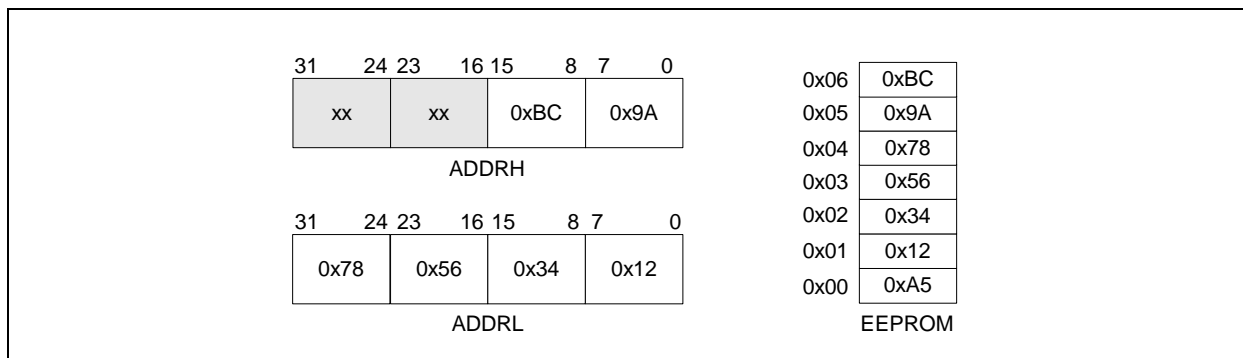 31 24 23 16 15 8 7 0
xx xx 0xBC 0x9A
ADDRH
31 24 23 16 15 8 7 0
0x78 0x56 0x34 0x12
ADDRL
0x06 0xBC
0x05 0x9A
0x04 0x78
0x03 0x56
0x02 0x34
0x01 0x12
0x00 0xA5
EEPROM